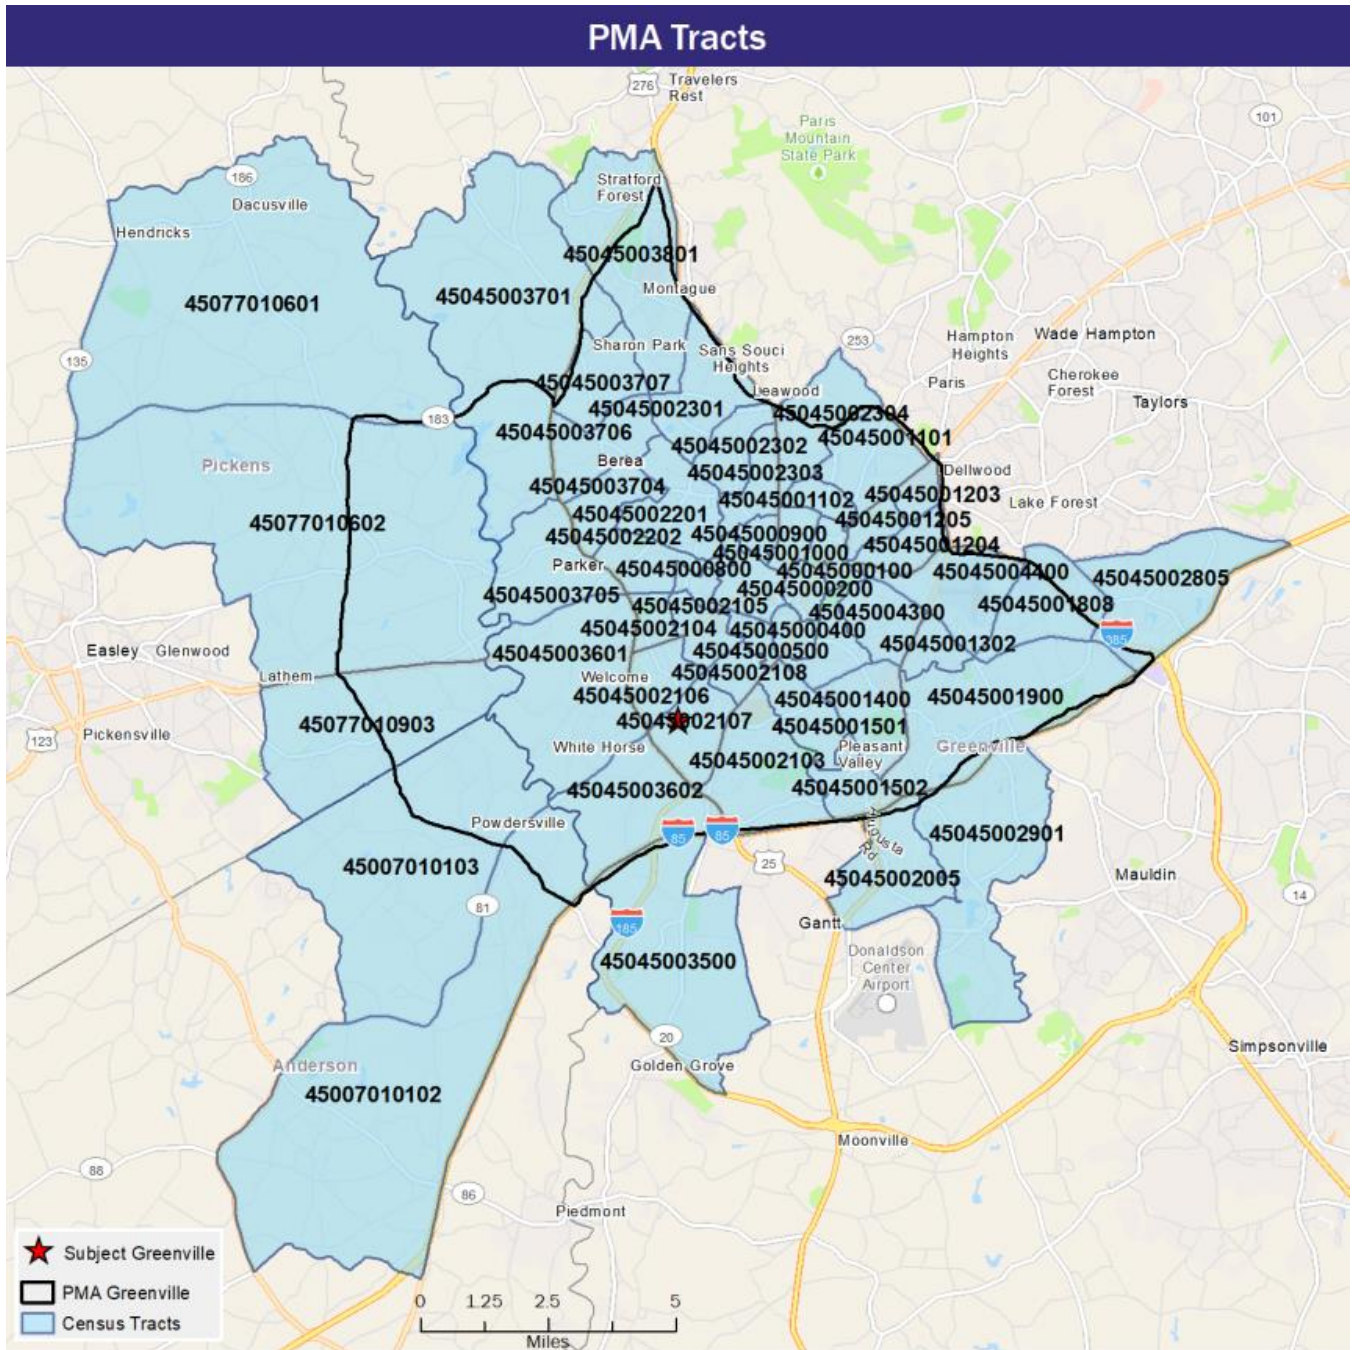 PMA Tracts
276
Travelers
Rest
101
Paris
Mountain
State Park
186
Dacusville
Stratford
Forest
Hendricks
45045003801
45077010601
45045003701
Montague
253
Hampton
Heights
Wade Hampton
135
Sharon Park
Sans Souci
Heights
Cherokee
Forest
Paris
45045003707
Leawood
Taylors
183
45045002301
45045002304
45045003706
45045001101
45045002302
Pickens
Berea
45045002303
Dellwood
45045003704
45045001102
45045001203
Lake Forest
45045002201
45045001205
45077010602
45045002202
45045000900
45045001204
45045001000
Parker
45045000800
45045000100
45045004400
45045002805
45045003705
45045000200
45045002105
45045004300
45045001808
45045002104
45045000400
385
Easley
Glenwood
45045003601
45045000500
45045001302
Lathem
Welcome
45045002108
45045002106
45045001400
45045001900
123
Pickensville
45077010903
45045002107
45045001501
White Horse
45045002103
Pleasant
Valley
Greenville
45045003602
45045001502
Powdersville
85
85
Augusta
Rd
45045002901
45007010103
25
45045002005
Mauldin
14
81
185
Gantt
45045003500
Donaldson
Center
Airport
20
Anderson
Golden Grove
Simpsonville
45007010102
Moonville
88
86
Piedmont
Subject Greenville
PMA Greenville
Census Tracts
0 1.25 2.5 5
Miles